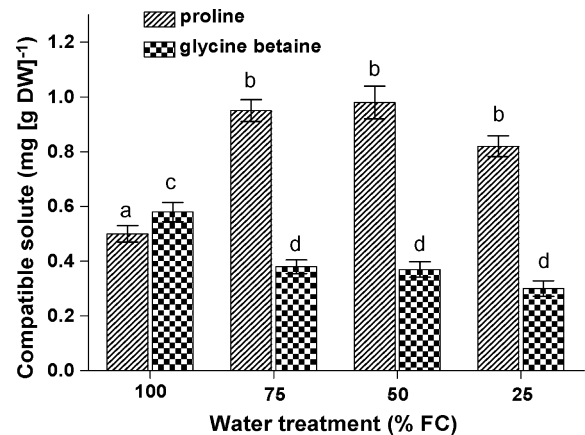 proline
glycine betaine
Compatible solute (mg [g DW]-1)
1.2
1.0
0.8
0.6
0.4
0.2
0.0
a
c
b
d
b
d
b
d
100
75
50
25
Water treatment (% FC)